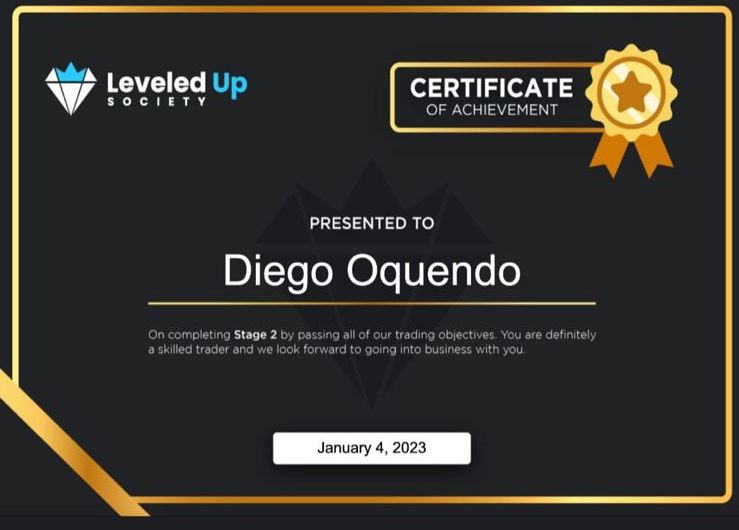 Leveled Up
SOCIETY
CERTIFICATE
OF ACHIEVEMENT
PRESENTED TO
Diego Oquendo
On completing Stage 2 by passing all of our trading objectives. You are definitely
a skilled trader and we look forward to going into business with you.
January 4, 2023